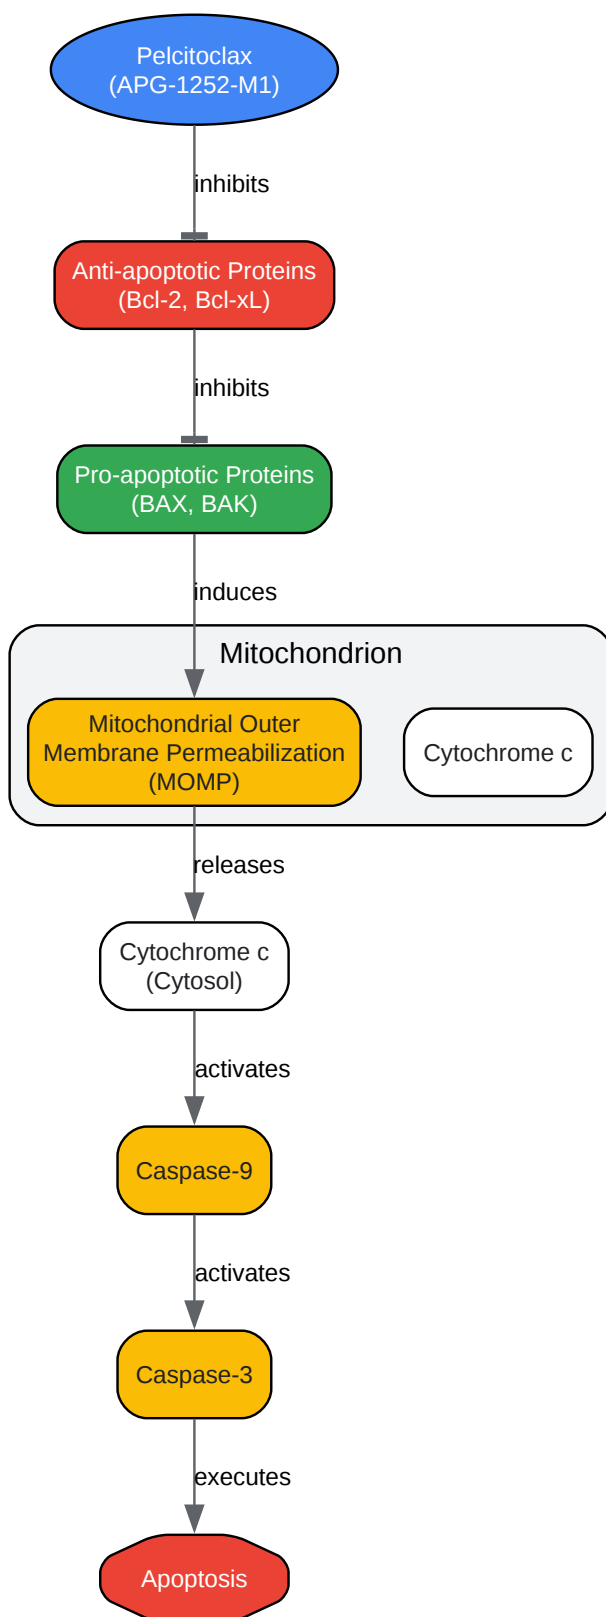 Pelcitoclax
(APG-1252-M1)
inhibits
Anti-apoptotic Proteins
(Bcl-2, Bcl-xL)
inhibits
Pro-apoptotic Proteins
(BAX, BAK)
induces
Mitochondrion
Mitochondrial Outer
Membrane Permeabilization
(MOMP)
Cytochrome c
releases
Cytochrome c
(Cytosol)
activates
Caspase-9
activates
Caspase-3
executes
Apoptosis